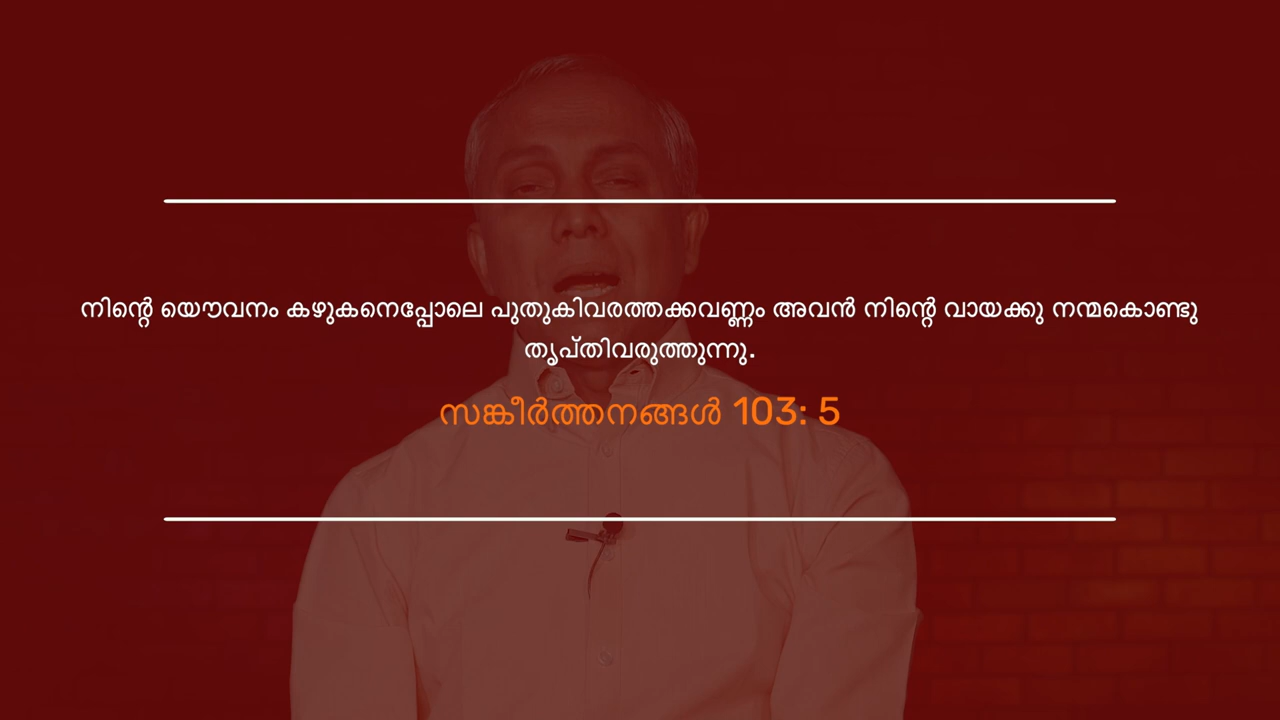 നിന്റെ യൌവനം കഴുകനെപ്പോലെ പുതുകിവരത്തക്കവണ്ണം അവൻ നിന്റെ വായക്കു നന്മകൊണ്ടു
തൃപ്തിവരുത്തുന്നു.
സങ്കീർത്തനങ്ങൾ 103: 5